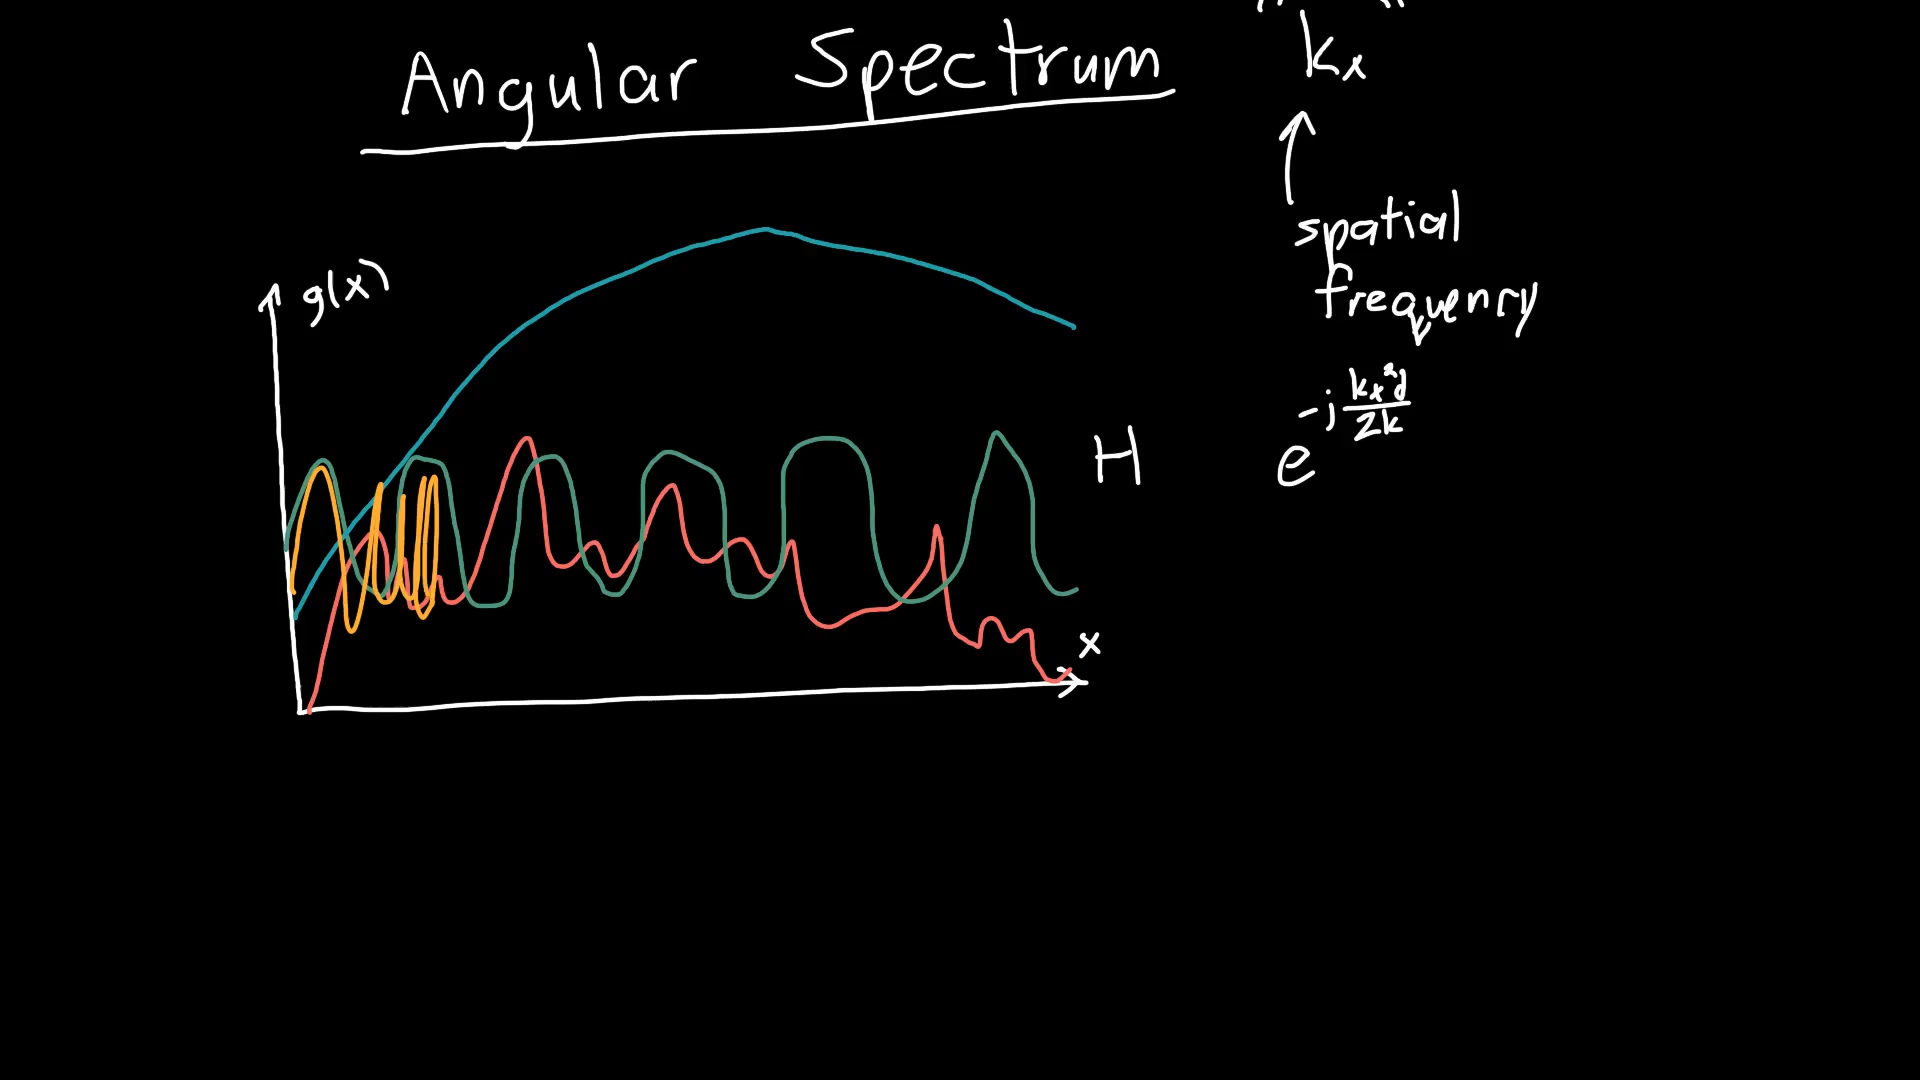 Angular Spectrum
kx
spatial
frequency
g(x)
H
e^-j kx²d/2k
x